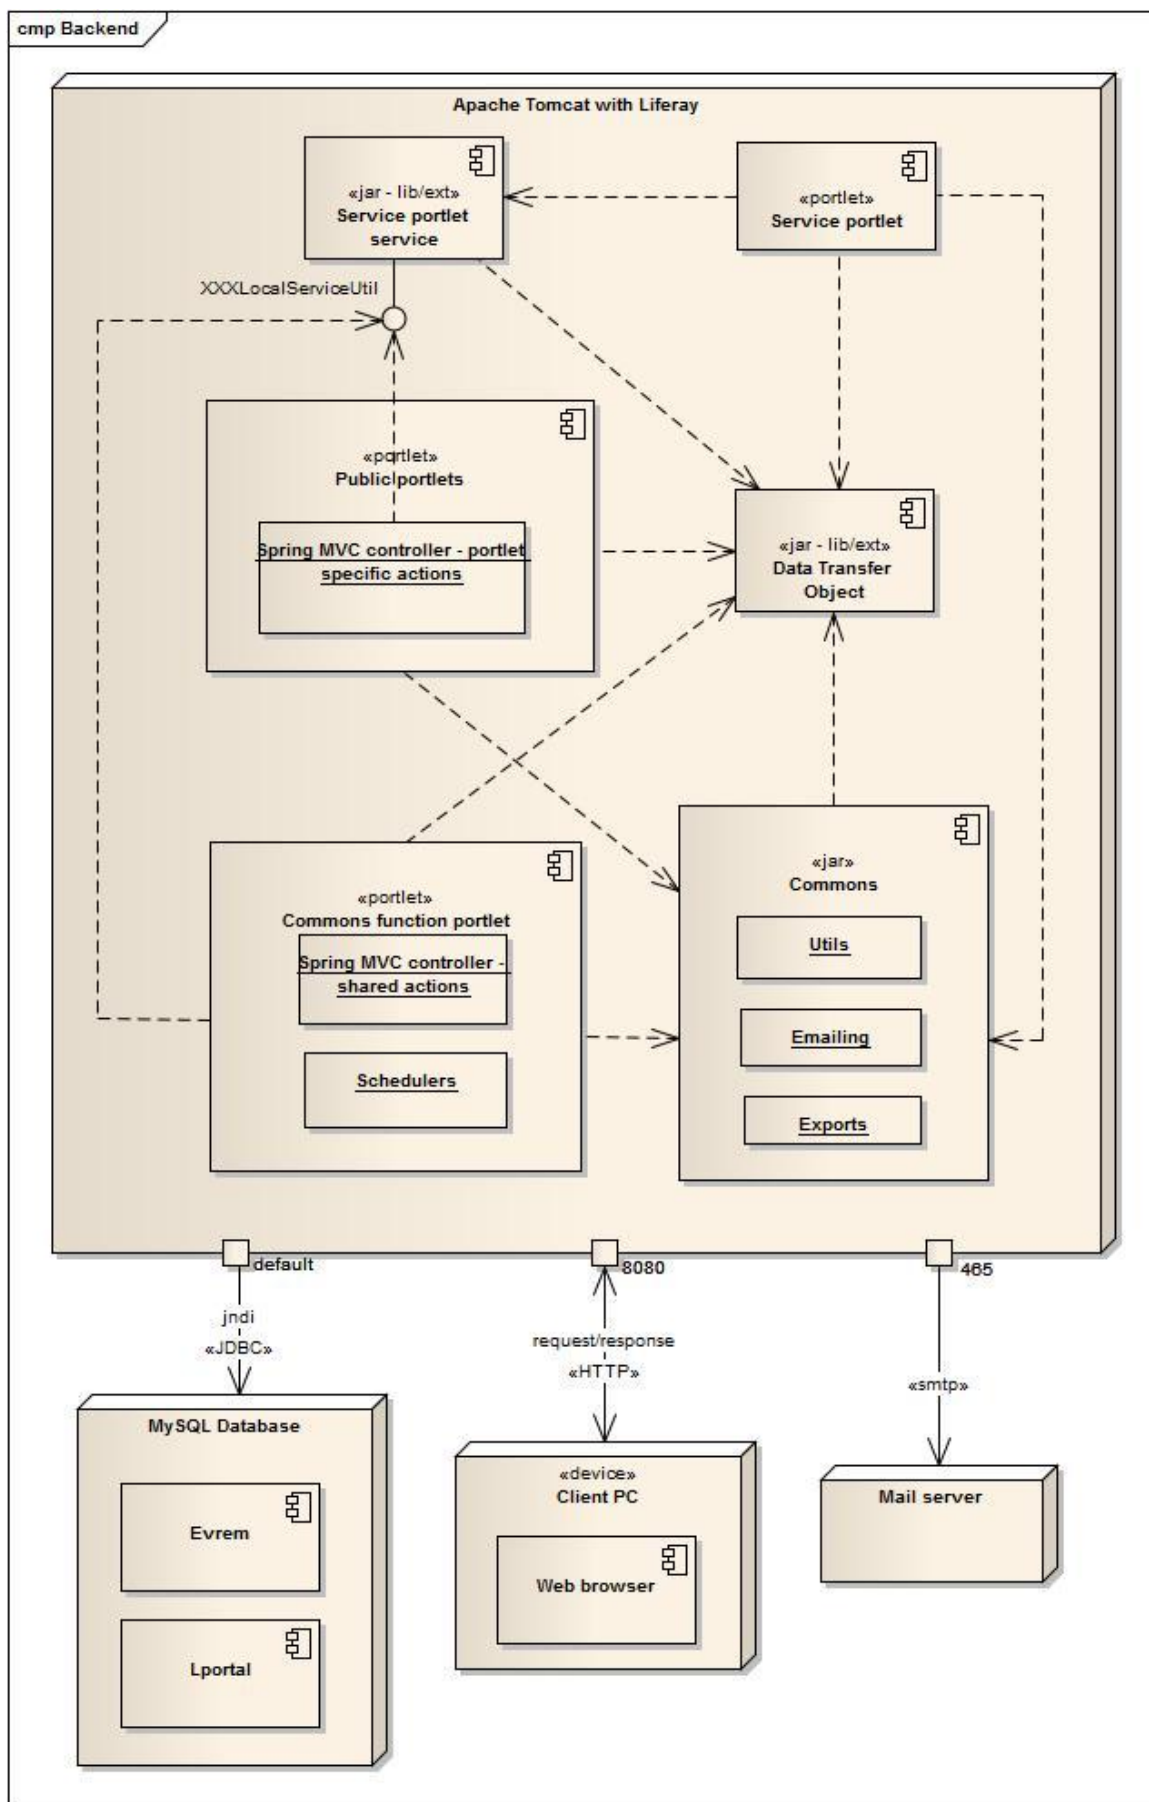 cmp Backend
Apache Tomcat with Liferay
«jar - lib/ext»
Service portlet
service
«portlet»
Service portlet
XXXLocalServiceUtil
«portlet»
Public portlets
Spring MVC controller - portlet
specific actions
«jar - lib/ext»
Data Transfer
Object
«portlet»
Commons function portlet
Spring MVC controller -
shared actions
Schedulers
«jar»
Commons
Utils
Emailing
Exports
default
8080
465
jndi
«JDBC»
request/response
«HTTP»
«smtp»
MySQL Database
Evrem
Lportal
«device»
Client PC
Web browser
Mail server